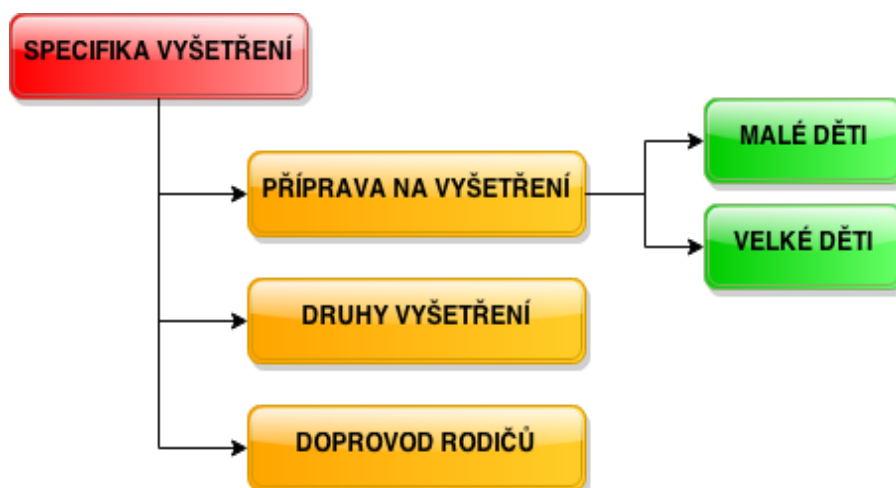 SPECIFIKA VYŠETŘENÍ
PŘÍPRAVA NA VYŠETŘENÍ
MALÉ DĚTI
VELKÉ DĚTI
DRUHY VYŠETŘENÍ
DOPROVOD RODIČŮ